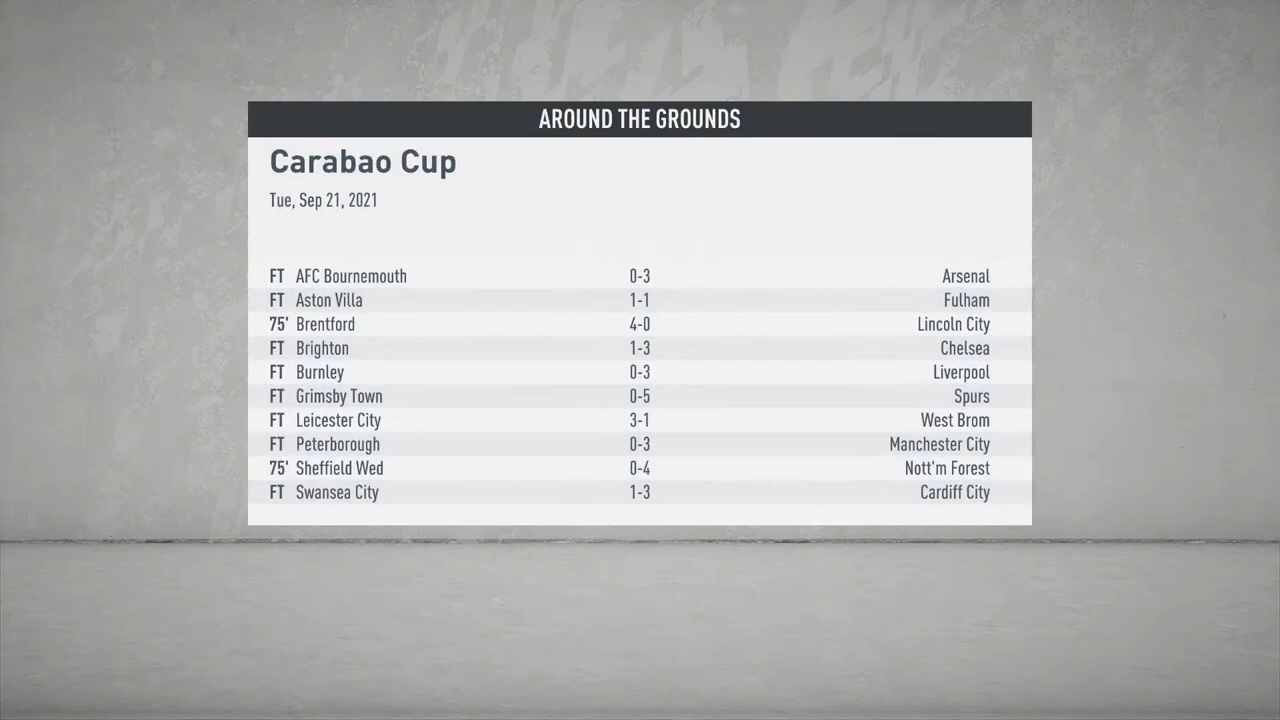 AROUND THE GROUNDS
Carabao Cup
Tue, Sep 21, 2021
FT AFC Bournemouth 0-3 Arsenal
FT Aston Villa 1-1 Fulham
75' Brentford 4-0 Lincoln City
FT Brighton 1-3 Chelsea
FT Burnley 0-3 Liverpool
FT Grimsby Town 0-5 Spurs
FT Leicester City 3-1 West Brom
FT Peterborough 0-3 Manchester City
75' Sheffield Wed 0-4 Nott'm Forest
FT Swansea City 1-3 Cardiff City